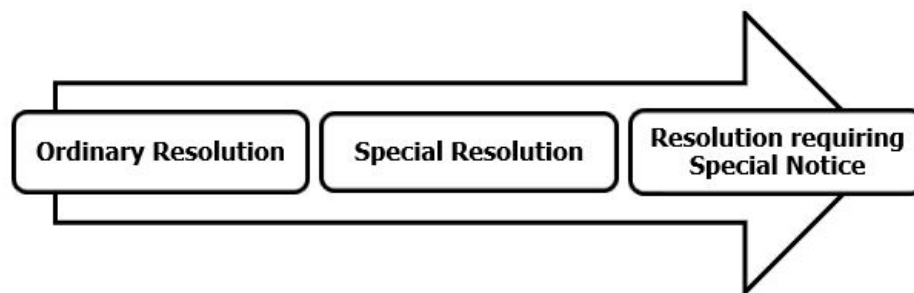 Ordinary Resolution
Special Resolution
Resolution requiring
Special Notice